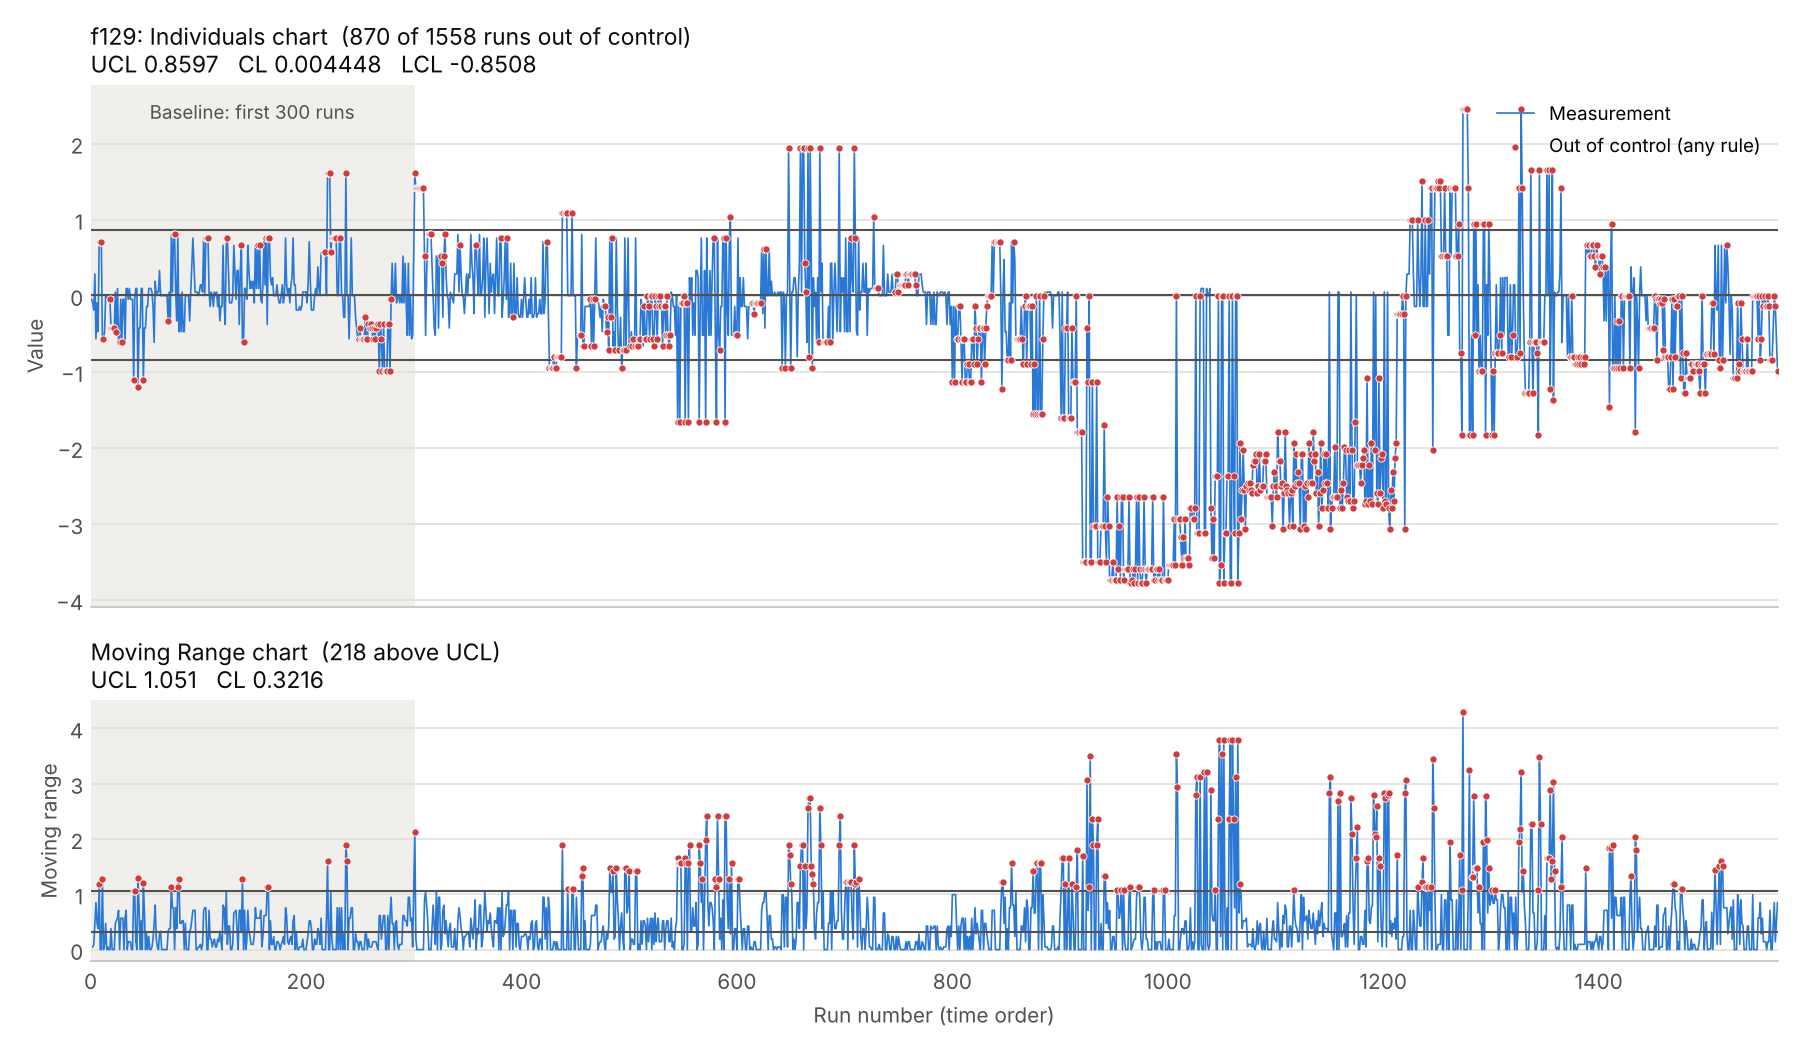 f129: Individuals chart  (870 of 1558 runs out of control)
UCL 0.8597   CL 0.004448   LCL -0.8508
Baseline: first 300 runs
Measurement
Out of control (any rule)
2
1
0
−1
−2
−3
−4
Value
Moving Range chart  (218 above UCL)
UCL 1.051   CL 0.3216
4
3
2
1
0
Moving range
0 200 400 600 800 1000 1200 1400
Run number (time order)